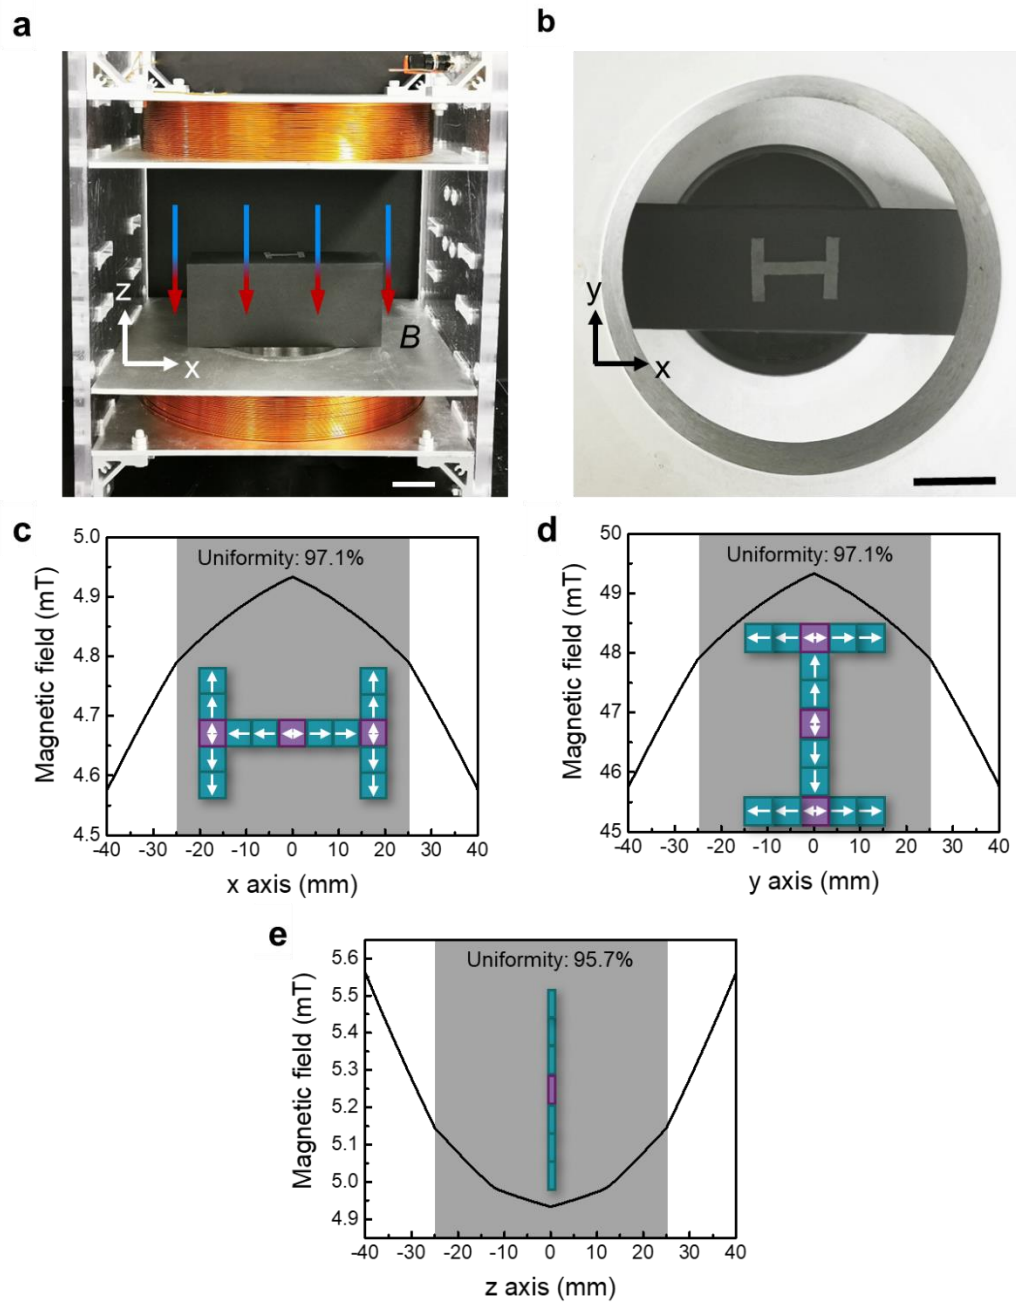 a
z
x
B
b
y
x
c
Uniformity: 97.1%
Magnetic field (mT)
5.0
4.9
4.8
4.7
4.6
4.5
-40 -30 -20 -10 0 10 20 30 40
x axis (mm)
d
Uniformity: 97.1%
Magnetic field (mT)
50
49
48
47
46
45
-40 -30 -20 -10 0 10 20 30 40
y axis (mm)
e
Uniformity: 95.7%
Magnetic field (mT)
5.6
5.5
5.4
5.3
5.2
5.1
5.0
4.9
-40 -30 -20 -10 0 10 20 30 40
z axis (mm)